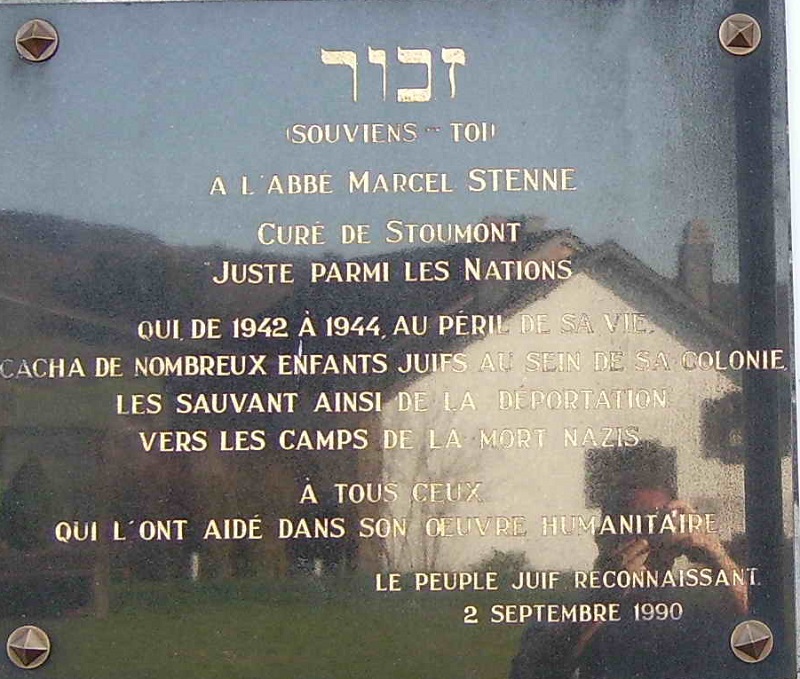 זכור
(SOUVIENS - TOI)
A L'ABBÉ MARCEL STENNE
CURÉ DE STOUMONT
JUSTE PARMI LES NATIONS
QUI, DE 1942 À 1944, AU PÉRIL DE SA VIE,
CACHA DE NOMBREUX ENFANTS JUIFS AU SEIN DE SA COLONIE,
LES SAUVANT AINSI DE LA DÉPORTATION
VERS LES CAMPS DE LA MORT NAZIS
À TOUS CEUX
QUI L'ONT AIDÉ DANS SON ŒUVRE HUMANITAIRE
LE PEUPLE JUIF RECONNAISSANT.
2 SEPTEMBRE 1990